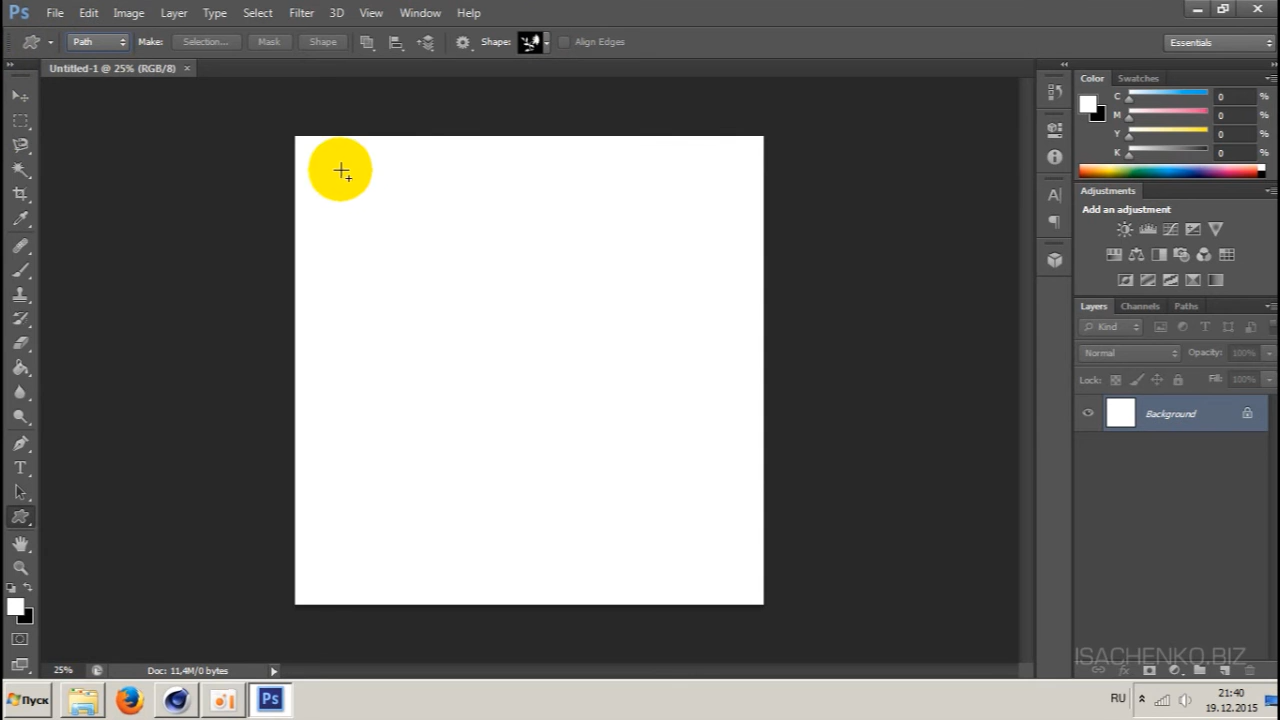 Ps File Edit Image Layer Type Select Filter 3D View Window Help
Path Make: Selection... Mask Shape Shape: Align Edges Essentials
Untitled-1 @ 25% (RGB/8) ×
Color Swatches
C 0 %
M 0 %
Y 0 %
K 0 %
Adjustments
Add an adjustment
Layers Channels Paths
Kind
Normal Opacity: 100%
Lock: Fill: 100%
Background
25% Doc: 11,4M/0 bytes
ISACHENKO.BIZ
Пуск Ps RU 21:40
19.12.2015